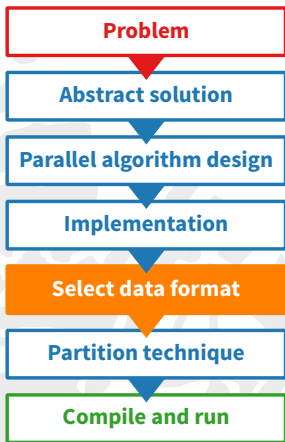 Problem
Abstract solution
Parallel algorithm design
Implementation
Select data format
Partition technique
Compile and run